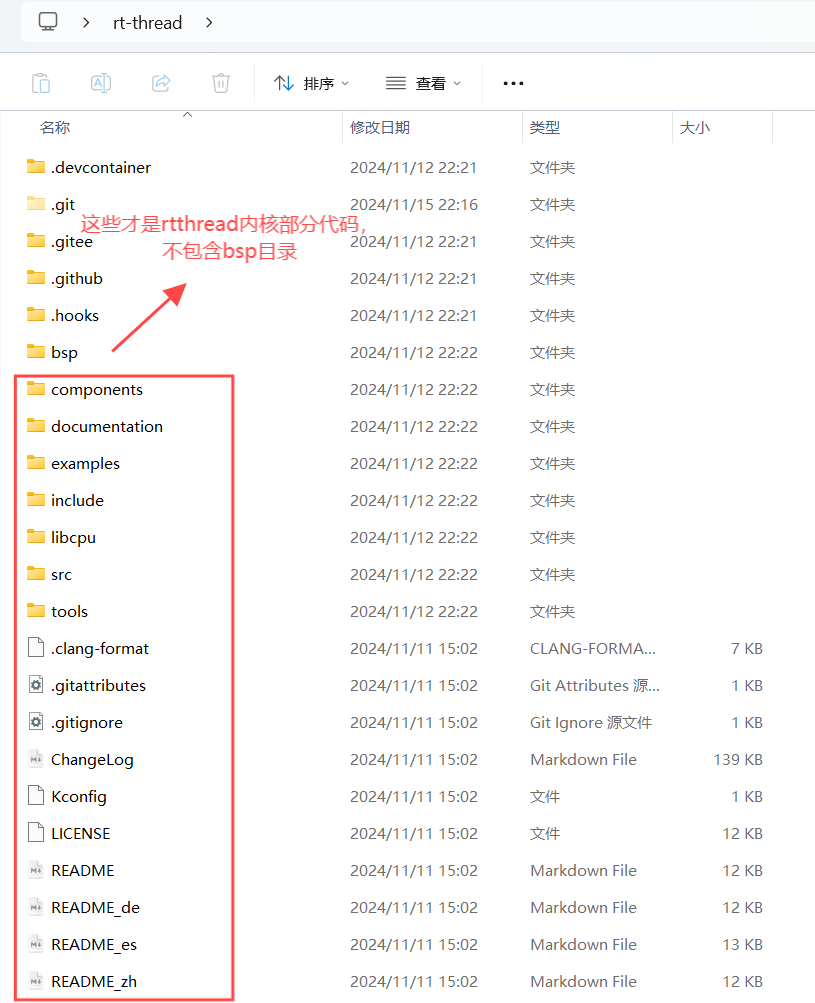 rt-thread
排序
查看
名称 修改日期 类型 大小
.devcontainer 2024/11/12 22:21 文件夹
.git 2024/11/15 22:16 文件夹
这些才是rtthread内核部分代码，
.gitee 2024/11/12 22:21 文件夹
不包含bsp目录
.github 2024/11/12 22:21 文件夹
.hooks 2024/11/12 22:21 文件夹
bsp 2024/11/12 22:22 文件夹
components 2024/11/12 22:22 文件夹
documentation 2024/11/12 22:22 文件夹
examples 2024/11/12 22:22 文件夹
include 2024/11/12 22:22 文件夹
libcpu 2024/11/12 22:22 文件夹
src 2024/11/12 22:22 文件夹
tools 2024/11/12 22:22 文件夹
.clang-format 2024/11/11 15:02 CLANG-FORMA... 7 KB
.gitattributes 2024/11/11 15:02 Git Attributes 源... 1 KB
.gitignore 2024/11/11 15:02 Git Ignore 源文件 1 KB
ChangeLog 2024/11/11 15:02 Markdown File 139 KB
Kconfig 2024/11/11 15:02 文件 1 KB
LICENSE 2024/11/11 15:02 文件 12 KB
README 2024/11/11 15:02 Markdown File 12 KB
README_de 2024/11/11 15:02 Markdown File 12 KB
README_es 2024/11/11 15:02 Markdown File 13 KB
README_zh 2024/11/11 15:02 Markdown File 12 KB